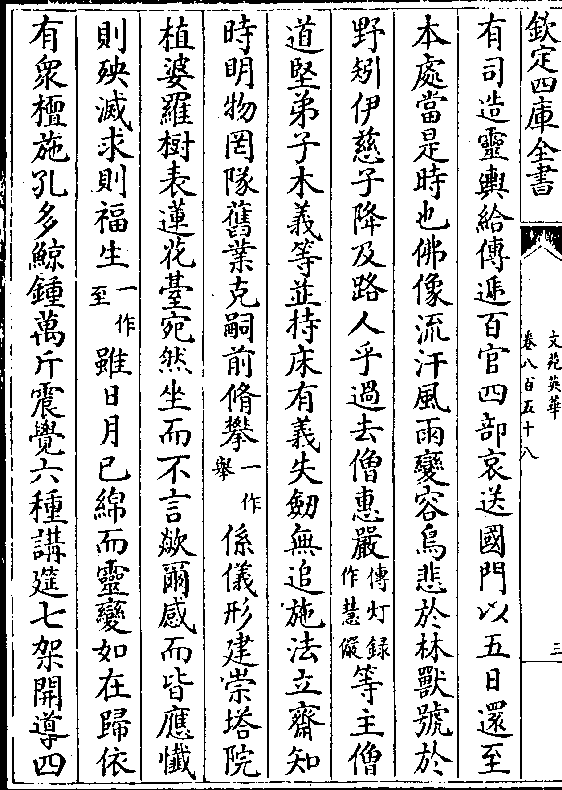 欽定四庫全書
文苑英華
卷八百五十八
三
有司造靈輿給傳遞百官四部哀送國門以五日還至
本處當是時也佛像流汗風雨變容烏悲於林獸號於
野矧伊慈子降及路人乎過去僧惠嚴傳灯録作慧儼等主僧
道堅弟子木義等並持床有義失劒無追施法立齋知
時明物罔隊舊業克嗣前脩攀一作舉係儀形建崇塔院
植婆羅樹表蓮花臺宛然坐而不言欻爾感而皆應懴
則殃滅求則福生一作至雖日月已綿而靈變如在歸依
有衆檀施孔多鯨鍾萬斤震覺六種講筵七架開導四